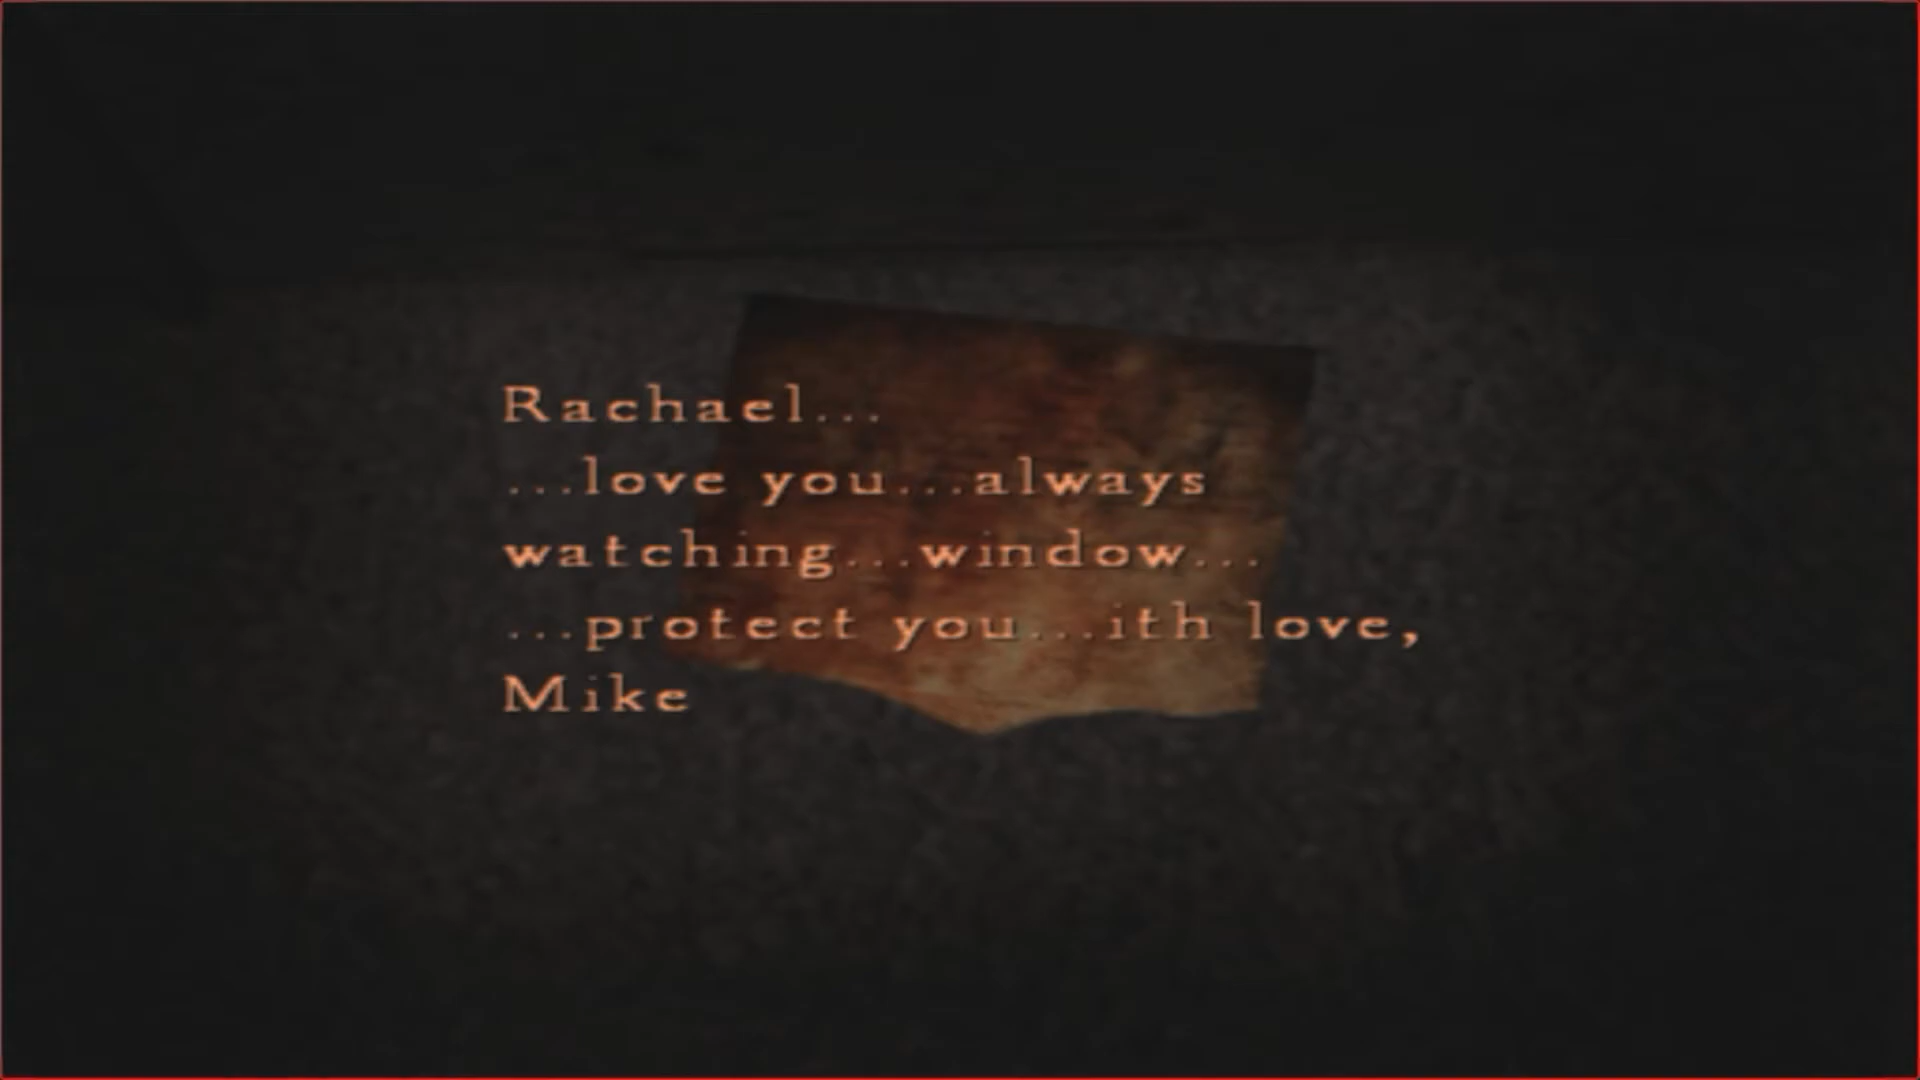 Rachael...
...love you...always
watching...window...
...protect you...ith love,
Mike